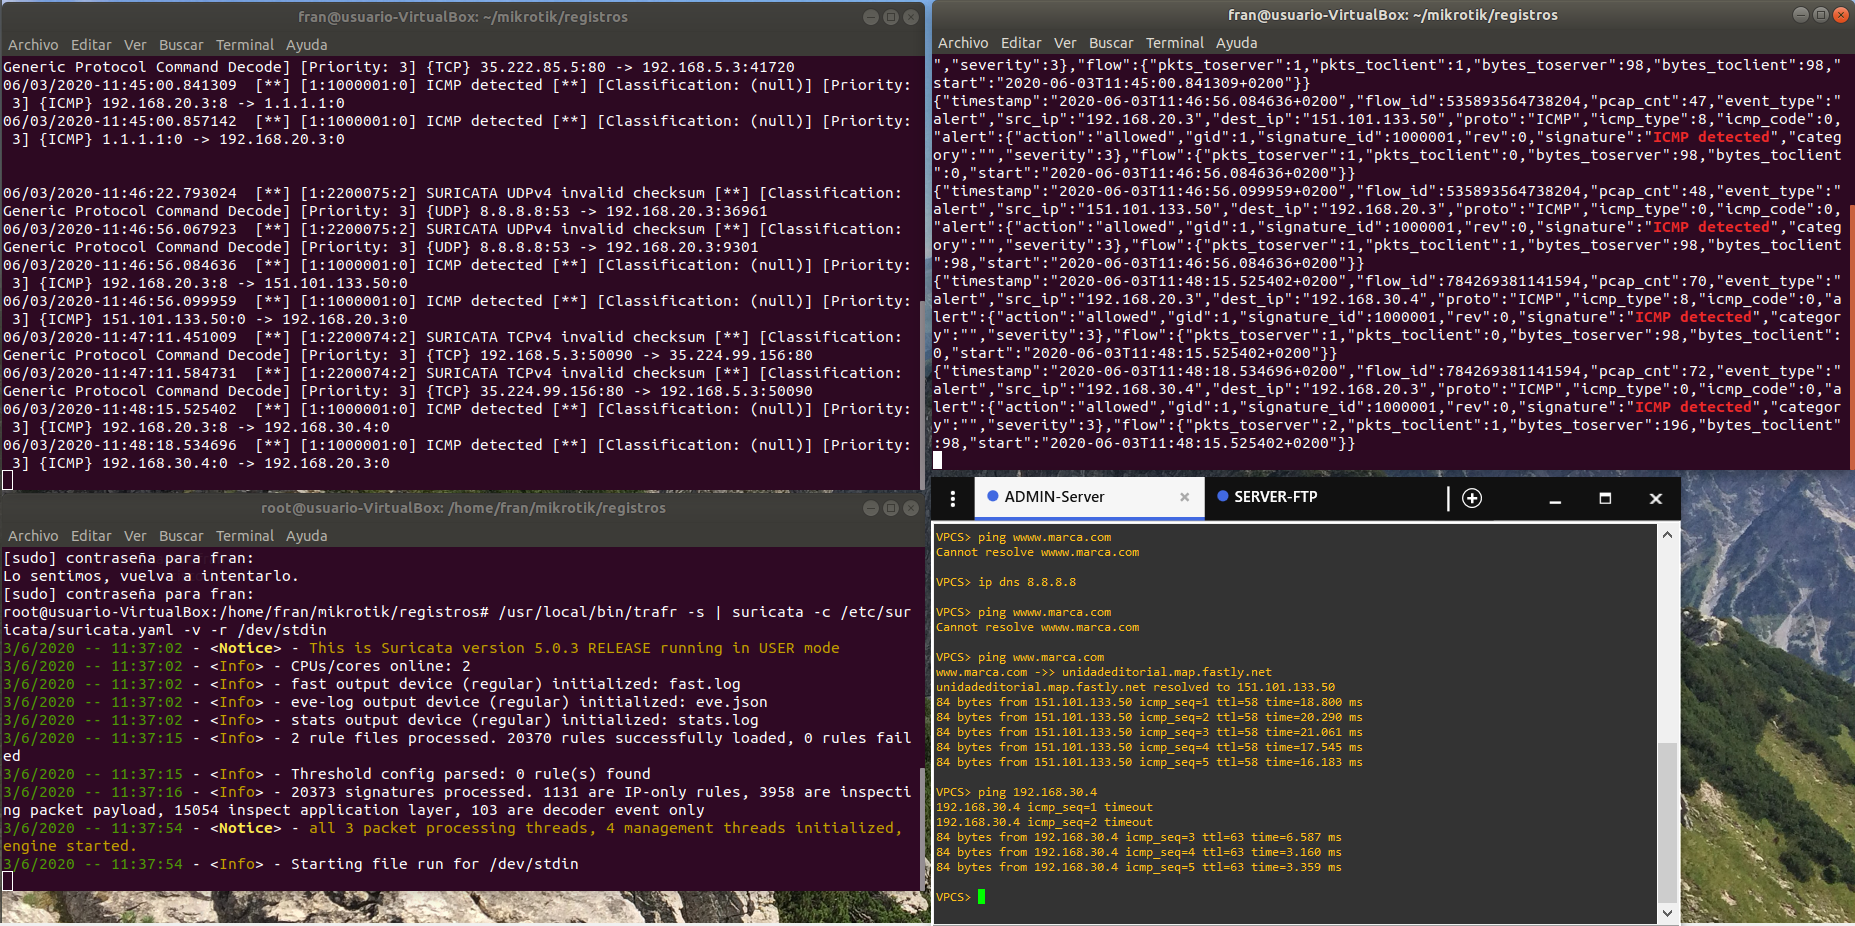 fran@usuario-VirtualBox: ~/mikrotik/registros
Archivo Editar Ver Buscar Terminal Ayuda
Generic Protocol Command Decode] [Priority: 3] {TCP} 35.222.85.5:80 -> 192.168.5.3:41720
06/03/2020-11:45:00.841309  [**] [1:1000001:0] ICMP detected [**] [Classification: (null)] [Priority:
 3] {ICMP} 192.168.20.3:8 -> 1.1.1.1:0
06/03/2020-11:45:00.857142  [**] [1:1000001:0] ICMP detected [**] [Classification: (null)] [Priority:
 3] {ICMP} 1.1.1.1:0 -> 192.168.20.3:0
06/03/2020-11:46:22.793024  [**] [1:2200075:2] SURICATA UDPv4 invalid checksum [**] [Classification:
Generic Protocol Command Decode] [Priority: 3] {UDP} 8.8.8.8:53 -> 192.168.20.3:36961
06/03/2020-11:46:56.067923  [**] [1:2200075:2] SURICATA UDPv4 invalid checksum [**] [Classification:
Generic Protocol Command Decode] [Priority: 3] {UDP} 8.8.8.8:53 -> 192.168.20.3:9301
06/03/2020-11:46:56.084636  [**] [1:1000001:0] ICMP detected [**] [Classification: (null)] [Priority:
 3] {ICMP} 192.168.20.3:8 -> 151.101.133.50:0
06/03/2020-11:46:56.099959  [**] [1:1000001:0] ICMP detected [**] [Classification: (null)] [Priority:
 3] {ICMP} 151.101.133.50:0 -> 192.168.20.3:0
06/03/2020-11:47:11.451009  [**] [1:2200074:2] SURICATA TCPv4 invalid checksum [**] [Classification:
Generic Protocol Command Decode] [Priority: 3] {TCP} 192.168.5.3:50090 -> 35.224.99.156:80
06/03/2020-11:47:11.584731  [**] [1:2200074:2] SURICATA TCPv4 invalid checksum [**] [Classification:
Generic Protocol Command Decode] [Priority: 3] {TCP} 35.224.99.156:80 -> 192.168.5.3:50090
06/03/2020-11:48:15.525402  [**] [1:1000001:0] ICMP detected [**] [Classification: (null)] [Priority:
 3] {ICMP} 192.168.20.3:8 -> 192.168.30.4:0
06/03/2020-11:48:18.534696  [**] [1:1000001:0] ICMP detected [**] [Classification: (null)] [Priority:
 3] {ICMP} 192.168.30.4:0 -> 192.168.20.3:0
fran@usuario-VirtualBox: ~/mikrotik/registros
Archivo Editar Ver Buscar Terminal Ayuda
","severity":3},"flow":{"pkts_toserver":1,"pkts_toclient":1,"bytes_toserver":98,"bytes_toclient":98,"
start":"2020-06-03T11:45:00.841309+0200"}}
{"timestamp":"2020-06-03T11:46:56.084636+0200","flow_id":535893564738204,"pcap_cnt":47,"event_type":"
alert","src_ip":"192.168.20.3","dest_ip":"151.101.133.50","proto":"ICMP","icmp_type":8,"icmp_code":0,
"alert":{"action":"allowed","gid":1,"signature_id":1000001,"rev":0,"signature":"ICMP detected","categ
ory":"","severity":3},"flow":{"pkts_toserver":1,"pkts_toclient":0,"bytes_toserver":98,"bytes_toclient
":0,"start":"2020-06-03T11:46:56.084636+0200"}}
{"timestamp":"2020-06-03T11:46:56.099959+0200","flow_id":535893564738204,"pcap_cnt":48,"event_type":"
alert","src_ip":"151.101.133.50","dest_ip":"192.168.20.3","proto":"ICMP","icmp_type":0,"icmp_code":0,
"alert":{"action":"allowed","gid":1,"signature_id":1000001,"rev":0,"signature":"ICMP detected","categ
ory":"","severity":3},"flow":{"pkts_toserver":1,"pkts_toclient":1,"bytes_toserver":98,"bytes_toclient
":98,"start":"2020-06-03T11:46:56.084636+0200"}}
{"timestamp":"2020-06-03T11:48:15.525402+0200","flow_id":784269381141594,"pcap_cnt":70,"event_type":"
alert","src_ip":"192.168.20.3","dest_ip":"192.168.30.4","proto":"ICMP","icmp_type":8,"icmp_code":0,"a
lert":{"action":"allowed","gid":1,"signature_id":1000001,"rev":0,"signature":"ICMP detected","categor
y":"","severity":3},"flow":{"pkts_toserver":1,"pkts_toclient":0,"bytes_toserver":98,"bytes_toclient":
0,"start":"2020-06-03T11:48:15.525402+0200"}}
{"timestamp":"2020-06-03T11:48:18.534696+0200","flow_id":784269381141594,"pcap_cnt":72,"event_type":"
alert","src_ip":"192.168.30.4","dest_ip":"192.168.20.3","proto":"ICMP","icmp_type":0,"icmp_code":0,"a
lert":{"action":"allowed","gid":1,"signature_id":1000001,"rev":0,"signature":"ICMP detected","categor
y":"","severity":3},"flow":{"pkts_toserver":2,"pkts_toclient":1,"bytes_toserver":196,"bytes_toclient"
:98,"start":"2020-06-03T11:48:15.525402+0200"}}
root@usuario-VirtualBox: /home/fran/mikrotik/registros
Archivo Editar Ver Buscar Terminal Ayuda
[sudo] contraseña para fran:
Lo sentimos, vuelva a intentarlo.
[sudo] contraseña para fran:
root@usuario-VirtualBox:/home/fran/mikrotik/registros# /usr/local/bin/trafr -s | suricata -c /etc/sur
icata/suricata.yaml -v -r /dev/stdin
3/6/2020 -- 11:37:02 - <Notice> - This is Suricata version 5.0.3 RELEASE running in USER mode
3/6/2020 -- 11:37:02 - <Info> - CPUs/cores online: 2
3/6/2020 -- 11:37:02 - <Info> - fast output device (regular) initialized: fast.log
3/6/2020 -- 11:37:02 - <Info> - eve-log output device (regular) initialized: eve.json
3/6/2020 -- 11:37:02 - <Info> - stats output device (regular) initialized: stats.log
3/6/2020 -- 11:37:15 - <Info> - 2 rule files processed. 20370 rules successfully loaded, 0 rules fail
ed
3/6/2020 -- 11:37:15 - <Info> - Threshold config parsed: 0 rule(s) found
3/6/2020 -- 11:37:16 - <Info> - 20373 signatures processed. 1131 are IP-only rules, 3958 are inspecti
ng packet payload, 15054 inspect application layer, 103 are decoder event only
3/6/2020 -- 11:37:54 - <Notice> - all 3 packet processing threads, 4 management threads initialized,
engine started.
3/6/2020 -- 11:37:54 - <Info> - Starting file run for /dev/stdin
ADMIN-Server
SERVER-FTP
VPCS> ping wwww.marca.com
Cannot resolve wwww.marca.com
VPCS> ip dns 8.8.8.8
VPCS> ping wwww.marca.com
Cannot resolve wwww.marca.com
VPCS> ping www.marca.com
www.marca.com ->> unidadeditorial.map.fastly.net
unidadeditorial.map.fastly.net resolved to 151.101.133.50
84 bytes from 151.101.133.50 icmp_seq=1 ttl=58 time=18.800 ms
84 bytes from 151.101.133.50 icmp_seq=2 ttl=58 time=20.290 ms
84 bytes from 151.101.133.50 icmp_seq=3 ttl=58 time=21.061 ms
84 bytes from 151.101.133.50 icmp_seq=4 ttl=58 time=17.545 ms
84 bytes from 151.101.133.50 icmp_seq=5 ttl=58 time=16.183 ms
VPCS> ping 192.168.30.4
192.168.30.4 icmp_seq=1 timeout
192.168.30.4 icmp_seq=2 timeout
84 bytes from 192.168.30.4 icmp_seq=3 ttl=63 time=6.587 ms
84 bytes from 192.168.30.4 icmp_seq=4 ttl=63 time=3.160 ms
84 bytes from 192.168.30.4 icmp_seq=5 ttl=63 time=3.359 ms
VPCS>